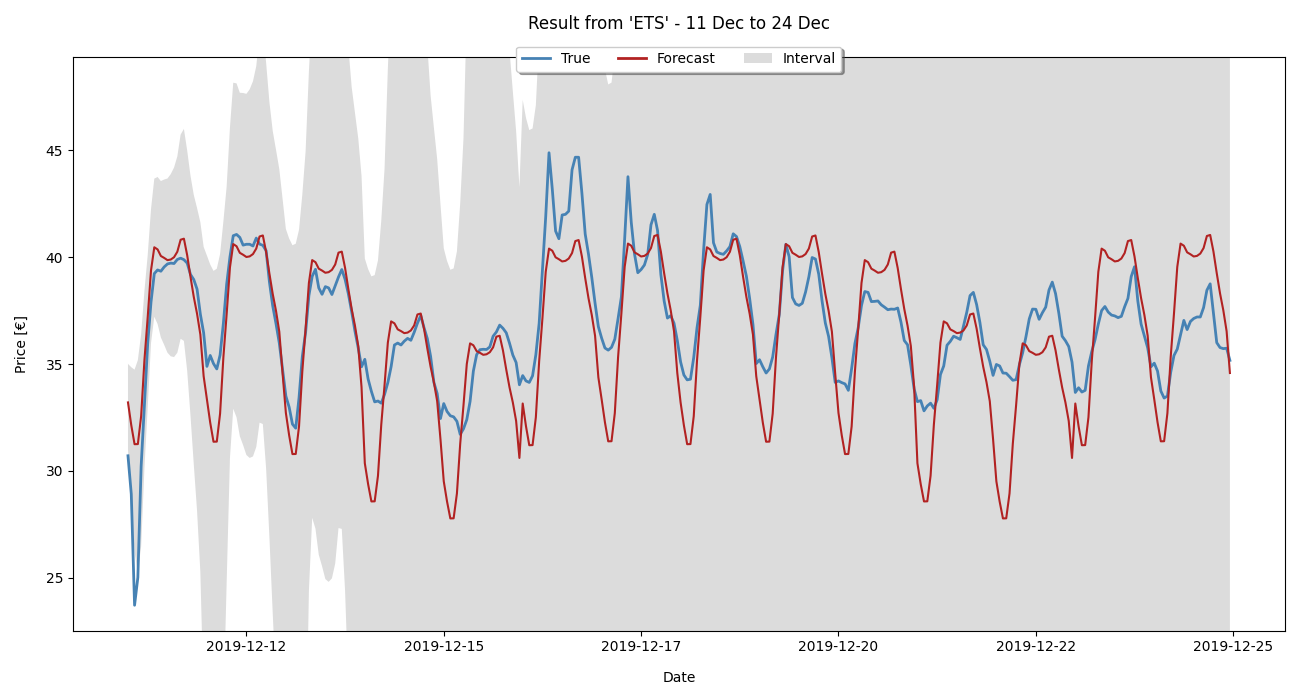 Result from 'ETS' - 11 Dec to 24 Dec
True Forecast Interval
Price [€]
45
40
35
30
25
2019-12-12 2019-12-15 2019-12-17 2019-12-20 2019-12-22 2019-12-25
Date